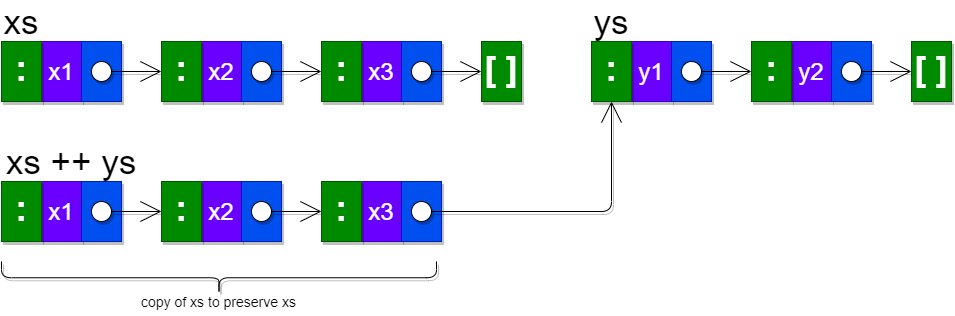 xs ys
: x1 : x2 : x3 [ ] : y1 : y2 [ ]
xs ++ ys
: x1 : x2 : x3
copy of xs to preserve xs